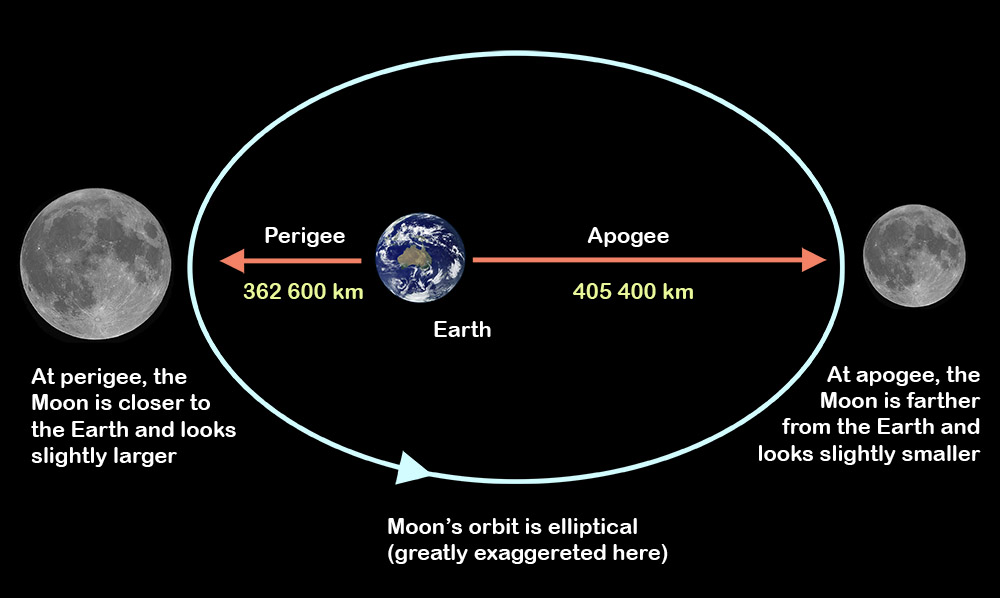 Perigee
362 600 km
Apogee
405 400 km
Earth
At perigee, the
Moon is closer to
the Earth and looks
slightly larger
At apogee, the
Moon is farther
from the Earth and
looks slightly smaller
Moon’s orbit is elliptical
(greatly exaggereted here)